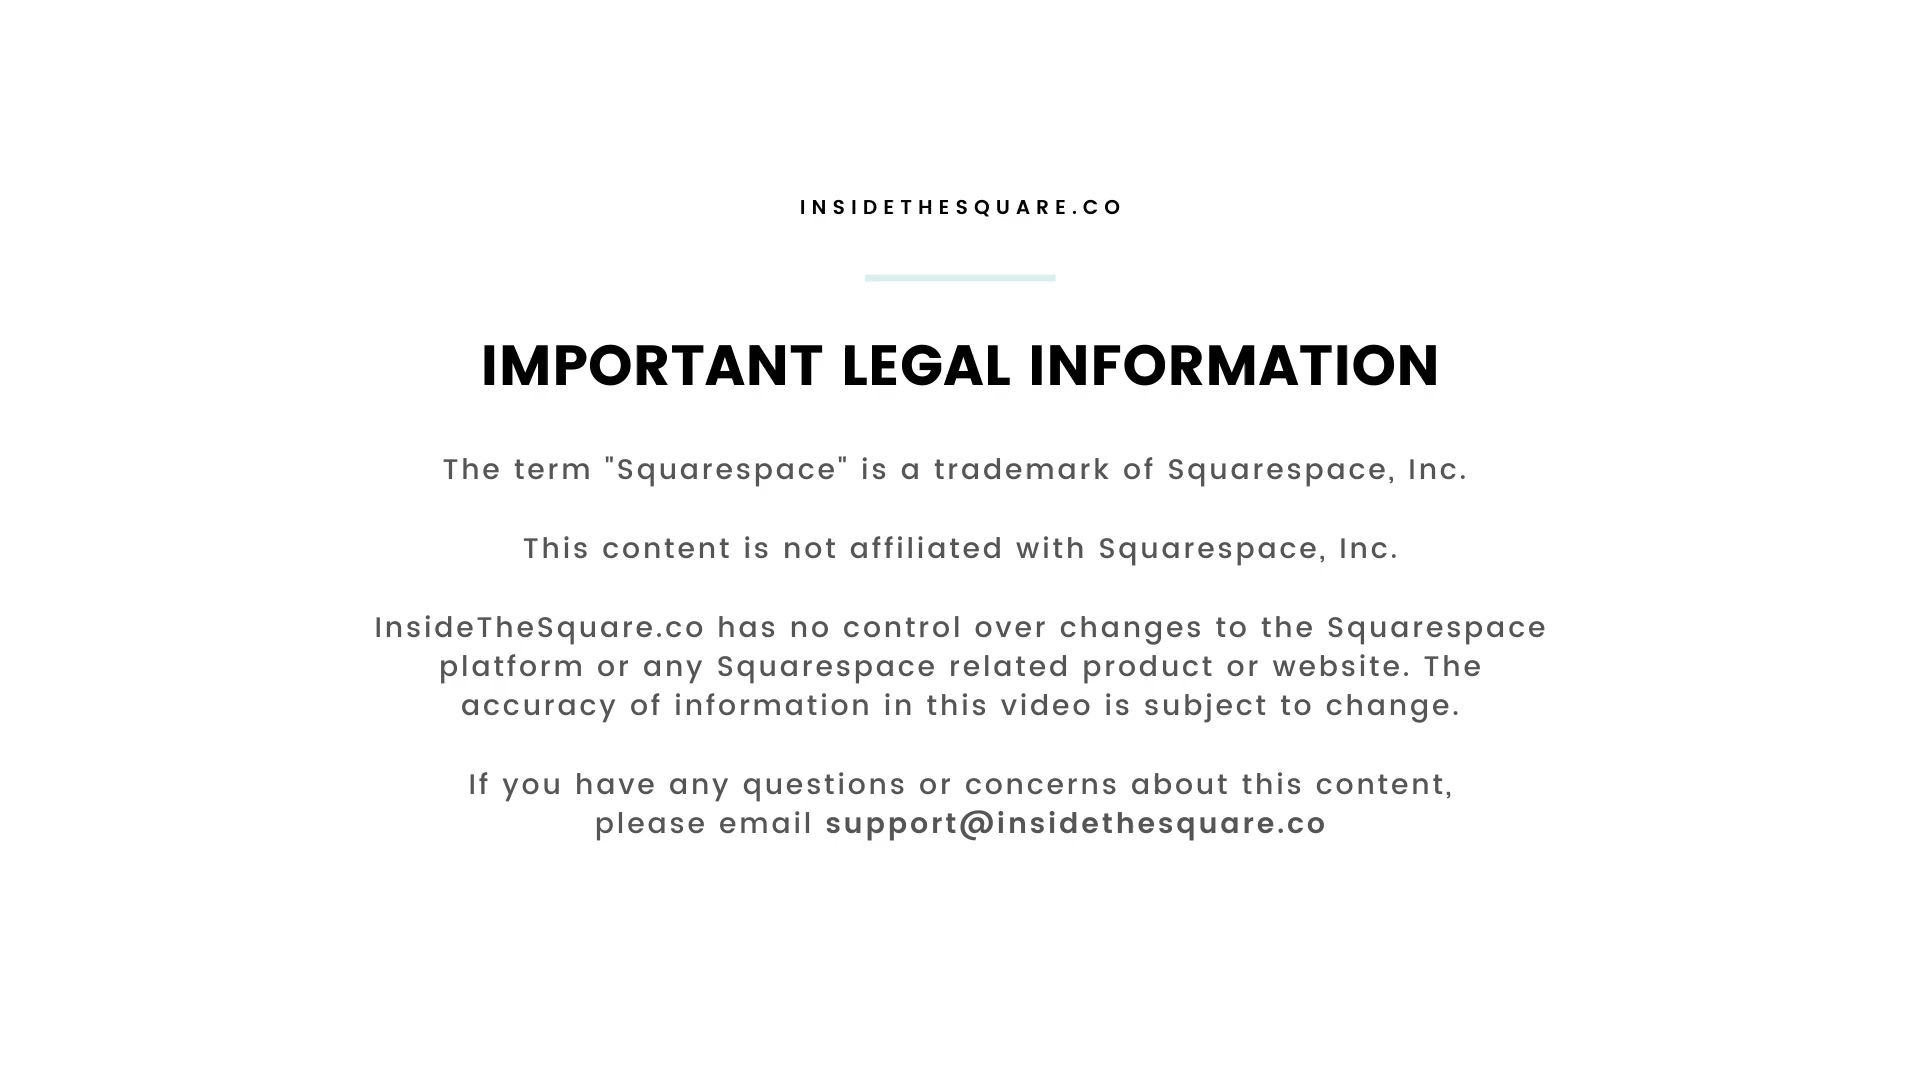 INSIDETHESQUARE.CO
IMPORTANT LEGAL INFORMATION
The term "Squarespace" is a trademark of Squarespace, Inc.
This content is not affiliated with Squarespace, Inc.
InsideTheSquare.co has no control over changes to the Squarespace
platform or any Squarespace related product or website. The
accuracy of information in this video is subject to change.
If you have any questions or concerns about this content,
please email support@insidethesquare.co